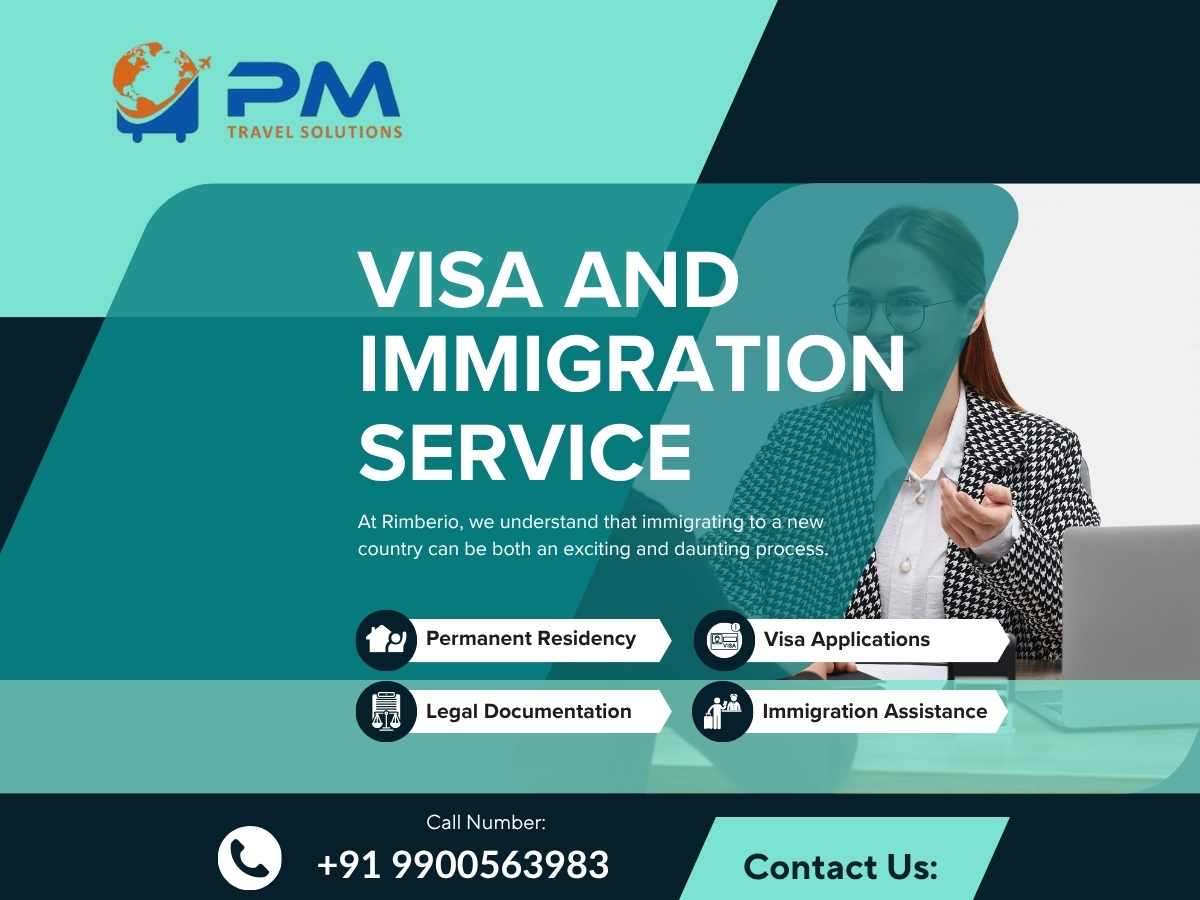 PM
TRAVEL SOLUTIONS
VISA AND
IMMIGRATION
SERVICE
At Rimberio, we understand that immigrating to a new
country can be both an exciting and daunting process.
Permanent Residency
VISA
Visa Applications
Legal Documentation
Immigration Assistance
Call Number:
+91 9900563983
Contact Us: